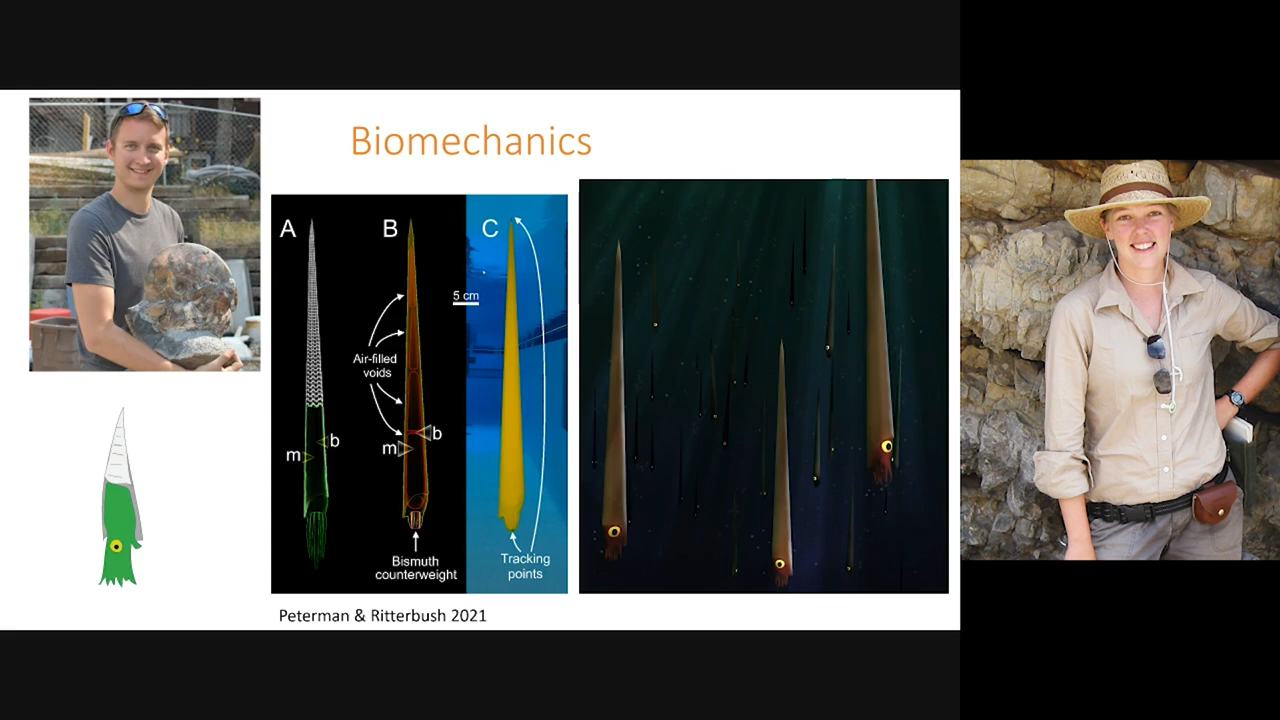 Biomechanics
A
B
C
5 cm
Air-filled
voids
b
m
b
m
Bismuth
counterweight
Tracking
points
Peterman & Ritterbush 2021